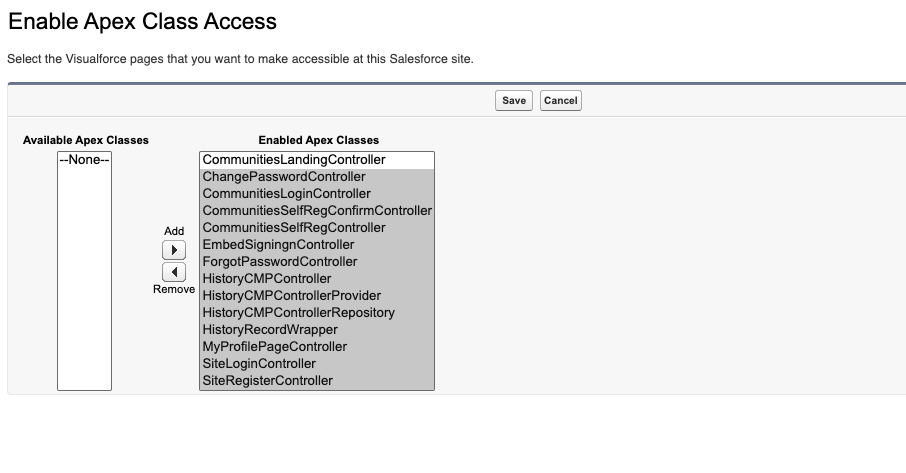 Enable Apex Class Access
Select the Visualforce pages that you want to make accessible at this Salesforce site.
Save Cancel
Available Apex Classes
--None--
Add
Remove
Enabled Apex Classes
CommunitiesLandingController
ChangePasswordController
CommunitiesLoginController
CommunitiesSelfRegConfirmController
CommunitiesSelfRegController
EmbedSigningnController
ForgotPasswordController
HistoryCMPController
HistoryCMPControllerProvider
HistoryCMPControllerRepository
HistoryRecordWrapper
MyProfilePageController
SiteLoginController
SiteRegisterController